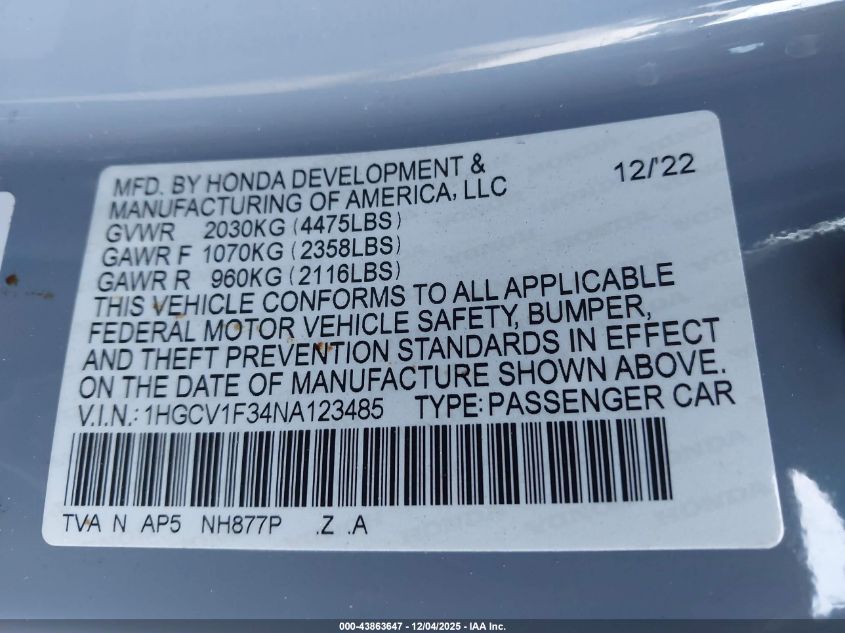 MFD. BY HONDA DEVELOPMENT & 12/'22
MANUFACTURING OF AMERICA, LLC
GVWR 2030KG (4475LBS)
GAWR F 1070KG (2358LBS)
GAWR R 960KG (2116LBS)
THIS VEHICLE CONFORMS TO ALL APPLICABLE
FEDERAL MOTOR VEHICLE SAFETY, BUMPER,
AND THEFT PREVENTION STANDARDS IN EFFECT
ON THE DATE OF MANUFACTURE SHOWN ABOVE.
V.I.N.: 1HGCV1F34NA123485 TYPE: PASSENGER CAR
TVA N AP5 NH877P .Z .A
000-43863647 - 12/04/2025 - IAA Inc.